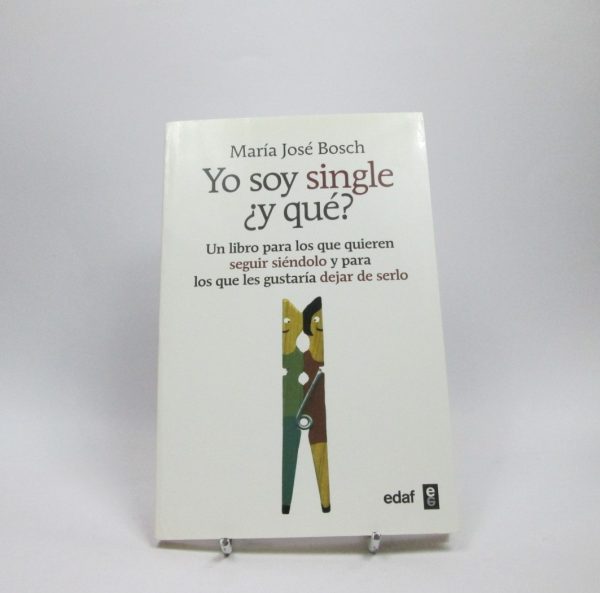 María José Bosch
Yo soy single
¿y qué?
Un libro para los que quieren
seguir siéndolo y para
los que les gustaría dejar de serlo
edaf